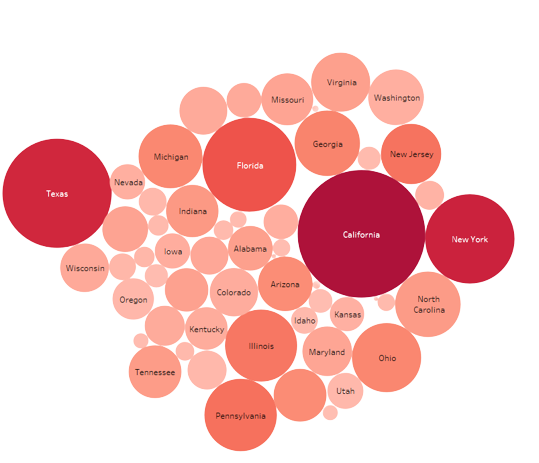 Virginia
Missouri
Washington
Georgia
Michigan
New Jersey
Florida
Nevada
Texas
Indiana
California
New York
Iowa
Alabama
Wisconsin
Arizona
Colorado
Oregon
North
Carolina
Kansas
Idaho
Kentucky
Illinois
Maryland
Ohio
Tennessee
Utah
Pennsylvania